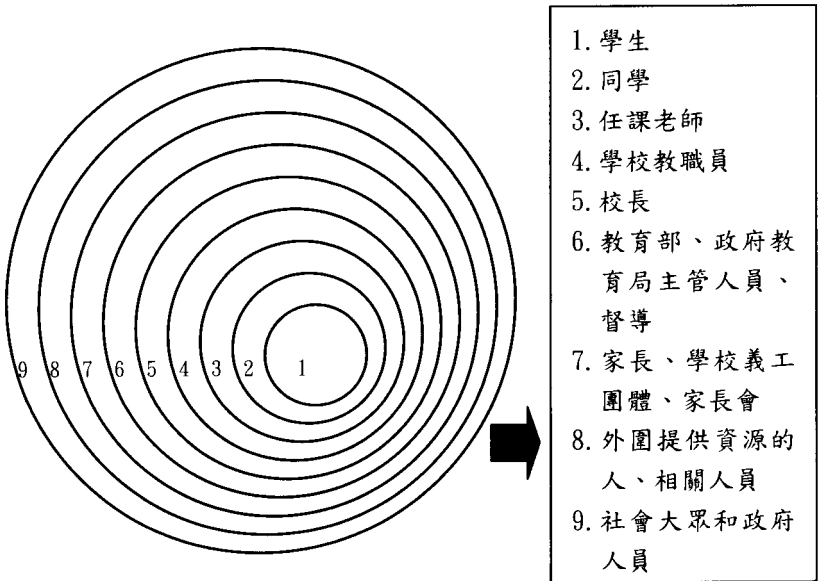 9 8 7 6 5 4 3 2 1
1. 學生
2. 同學
3. 任課老師
4. 學校教職員
5. 校長
6. 教育部、政府教
育局主管人員、
督導
7. 家長、學校義工
團體、家長會
8. 外圍提供資源的
人、相關人員
9. 社會大眾和政府
人員